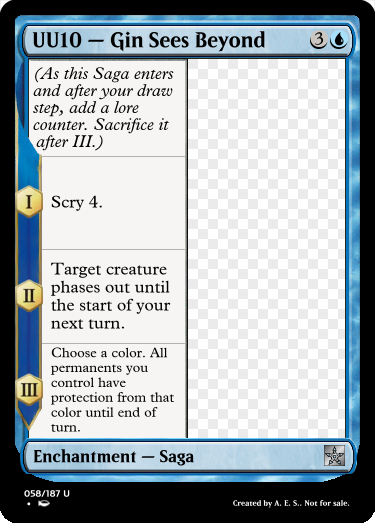 UU10 — Gin Sees Beyond 3
(As this Saga enters
and after your draw
step, add a lore
counter. Sacrifice it
after III.)
I Scry 4.
Target creature
phases out until
II the start of your
next turn.
Choose a color. All
permanents you
control have
III protection from that
color until end of
turn.
Enchantment — Saga
058/187 U
Created by A. E. S.. Not for sale.
•